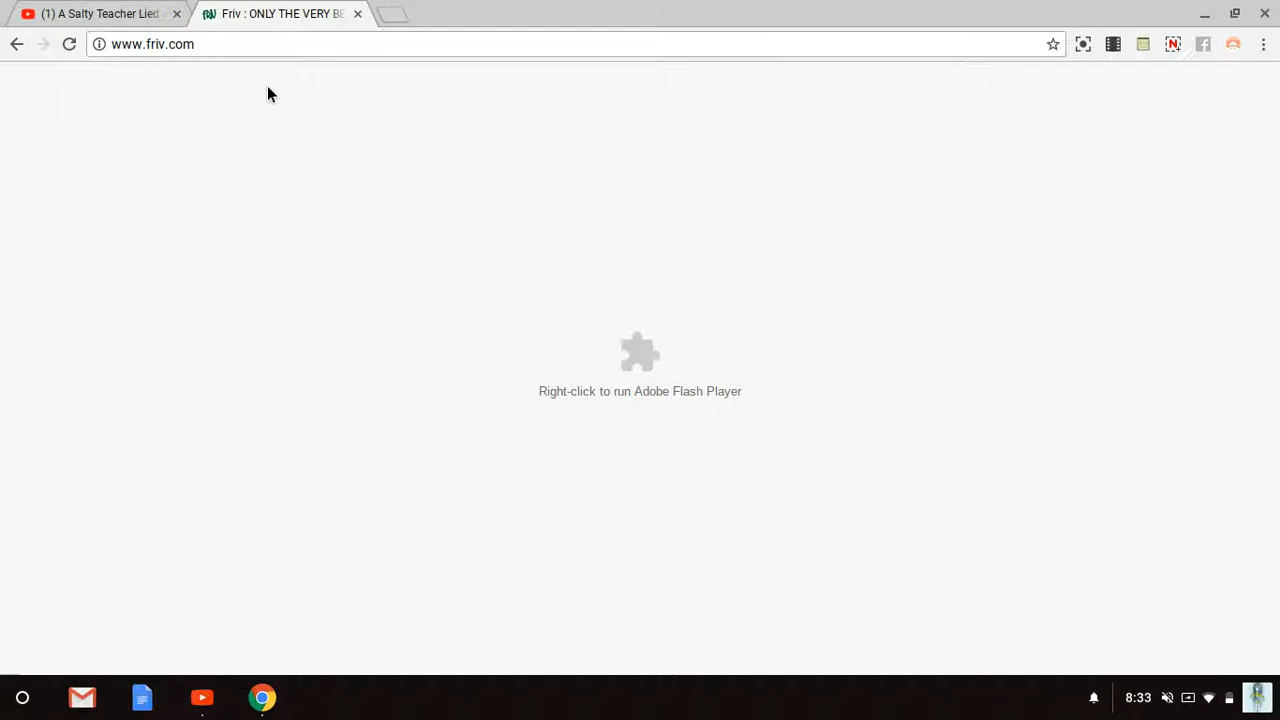 (1) A Salty Teacher Lied
Friv : ONLY THE VERY BE
www.friv.com
N
Right-click to run Adobe Flash Player
8:33